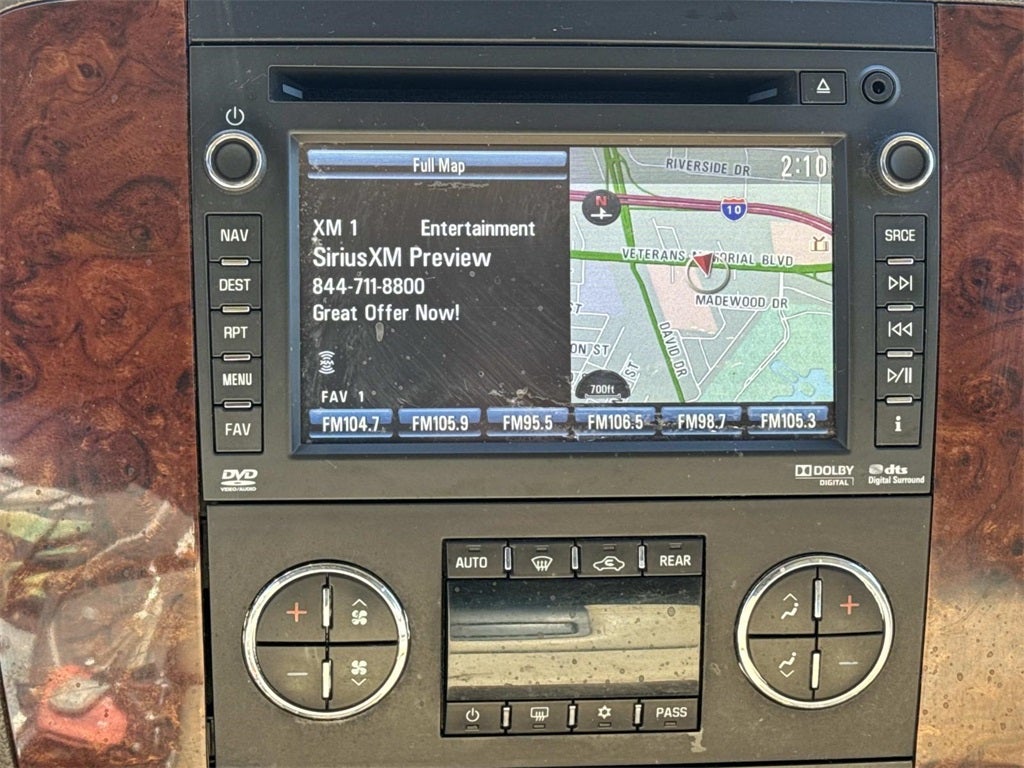 Full Map
XM 1 Entertainment
SiriusXM Preview
844-711-8800
Great Offer Now!
XM
FAV 1
FM104.7 FM105.9 FM95.5 FM106.5 FM98.7 FM105.3
RIVERSIDE DR
2:10
N
10
VETERANS BLVD
MADEWOOD DR
DAVID DR
ON ST
ST
ST
700ft
NAV
DEST
RPT
MENU
FAV
SRCE
i
DVD
VIDEO/AUDIO
DOLBY
DIGITAL
dts
Digital Surround
AUTO
REAR
PASS